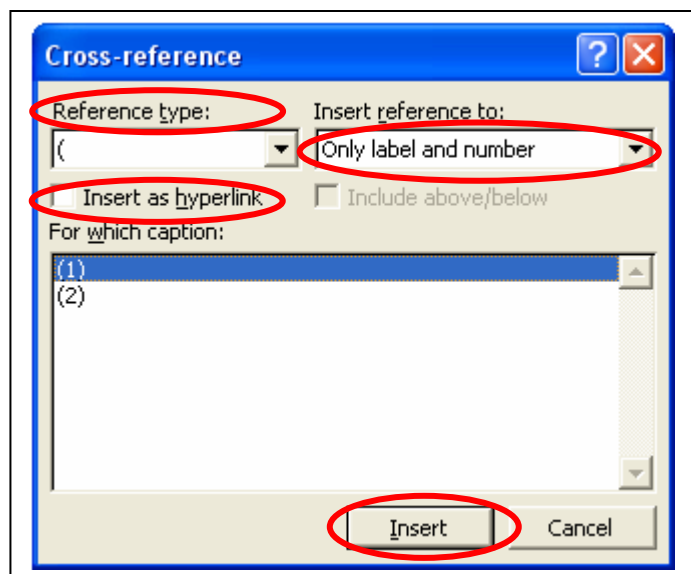 Cross-reference
Reference type: Insert reference to:
( Only label and number
Insert as hyperlink Include above/below
For which caption:
(1)
(2)
Insert Cancel